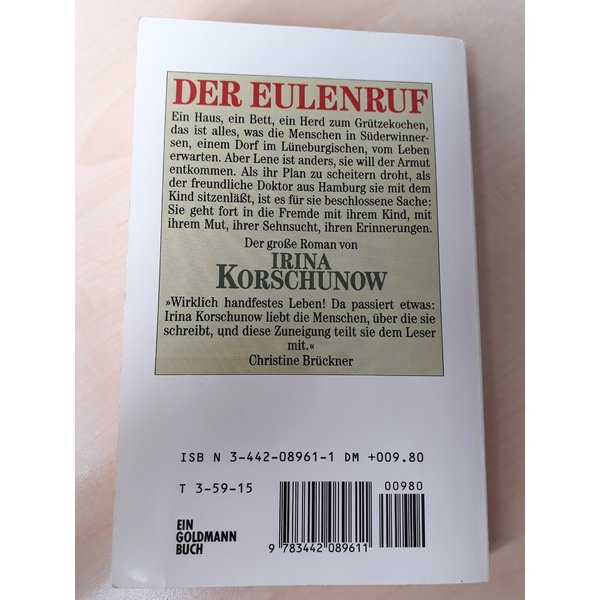 DER EULENRUF
Ein Haus, ein Bett, ein Herd zum Grützekochen,
das ist alles, was die Menschen in Süderwinner-
sen, einem Dorf im Lüneburgischen, vom Leben
erwarten. Aber Lene ist anders, sie will der Armut
entkommen. Als ihr Plan zu scheitern droht, als
der freundliche Doktor aus Hamburg sie mit dem
Kind sitzenläßt, ist es für sie beschlossene Sache:
Sie geht fort in die Fremde mit ihrem Kind, mit
ihrem Mut, ihrer Sehnsucht, ihren Erinnerungen.
Der große Roman von
IRINA
KORSCHUNOW
»Wirklich handfestes Leben! Da passiert etwas:
Irina Korschunow liebt die Menschen, über die sie
schreibt, und diese Zuneigung teilt sie dem Leser
mit.«
Christine Brückner
ISB N 3-442-08961-1 DM +009.80
T 3-59-15
00980
EIN
GOLDMANN
BUCH
9 783442 089611